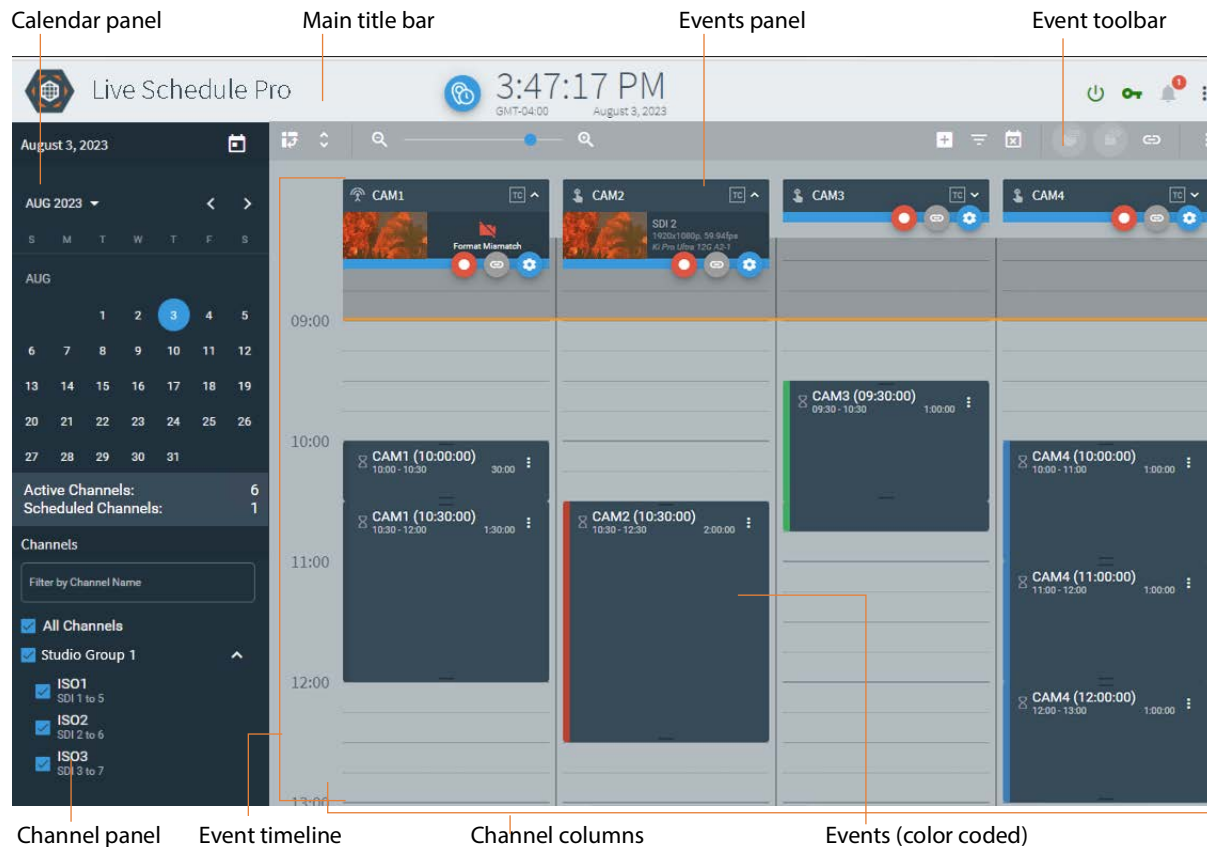 Calendar panel
Main title bar
Events panel
Event toolbar
Live Schedule Pro
3:47:17 PM
GMT-04:00
August 3, 2023
1
August 3, 2023
AUG 2023
S M T W T F S
AUG
1 2 3 4 5
6 7 8 9 10 11 12
13 14 15 16 17 18 19
20 21 22 23 24 25 26
27 28 29 30 31
Active Channels: 6
Scheduled Channels: 1
Channels
Filter by Channel Name
All Channels
Studio Group 1
ISO1
SDI 1 to 5
ISO2
SDI 2 to 6
ISO3
SDI 3 to 7
CAM1
TC
Format Mismatch
CAM2
TC
SDI 2
1920x1080p, 59.94fps
Ki Pro Ultra 12G A2-1
CAM3
TC
CAM4
TC
09:00
10:00
11:00
12:00
13:00
CAM1 (10:00:00)
10:00 - 10:30 30:00
CAM1 (10:30:00)
10:30 - 12:00 1:30:00
CAM2 (10:30:00)
10:30 - 12:30 2:00:00
CAM3 (09:30:00)
09:30 - 10:30 1:00:00
CAM4 (10:00:00)
10:00 - 11:00 1:00:00
CAM4 (11:00:00)
11:00 - 12:00 1:00:00
CAM4 (12:00:00)
12:00 - 13:00 1:00:00
Channel panel
Event timeline
Channel columns
Events (color coded)